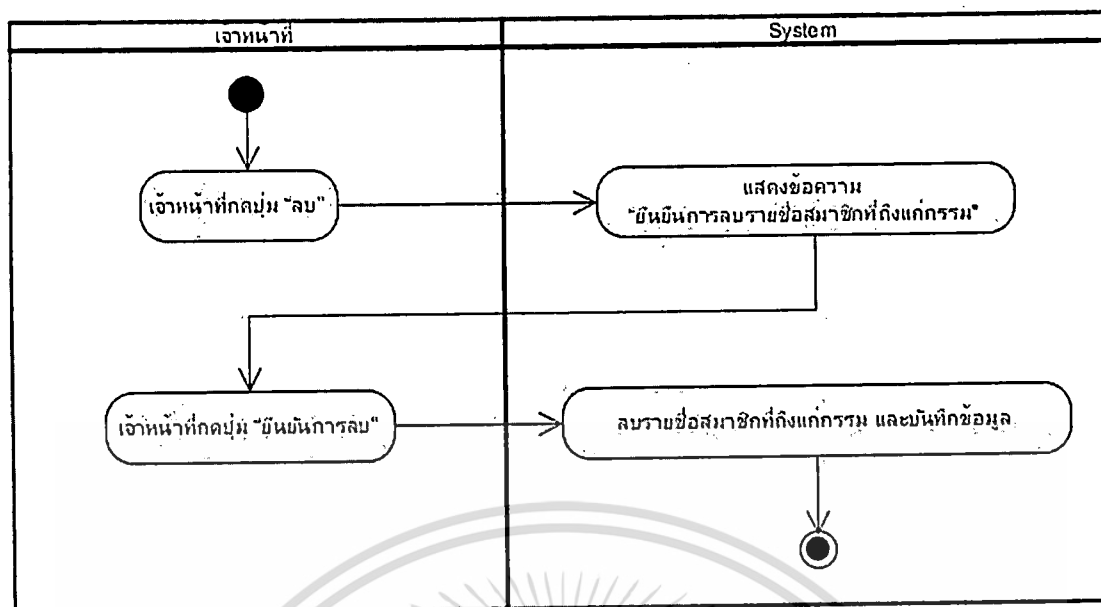 เจาหนาที่
System
เจ้าหน้าที่กดปุ่ม "ลบ"
แสดงข้อความ
"ยืนยันการลบรายชื่อสมาชิกที่ถึงแก่กรรม"
เจ้าหน้าที่กดปุ่ม "ยืนยันการลบ"
ลบรายชื่อสมาชิกที่ถึงแก่กรรม และบันทึกข้อมูล